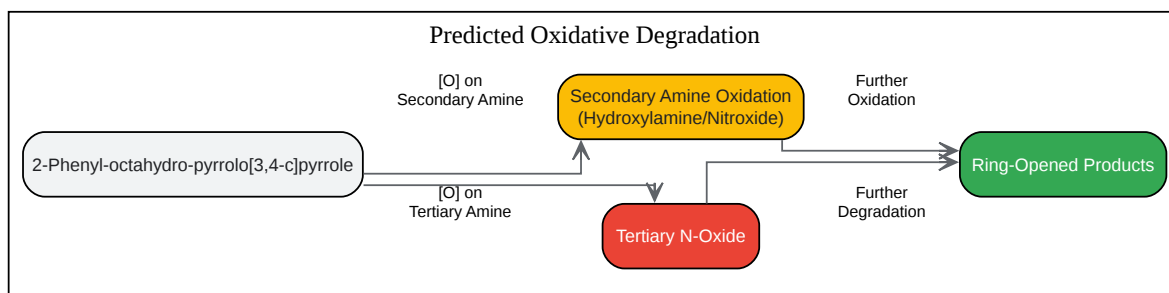 Predicted Oxidative Degradation
[O] on
Secondary Amine
Secondary Amine Oxidation
(Hydroxylamine/Nitroxide)
Further
Oxidation
2-Phenyl-octahydro-pyrrolo[3,4-c]pyrrole
Ring-Opened Products
[O] on
Tertiary Amine
Tertiary N-Oxide
Further
Degradation